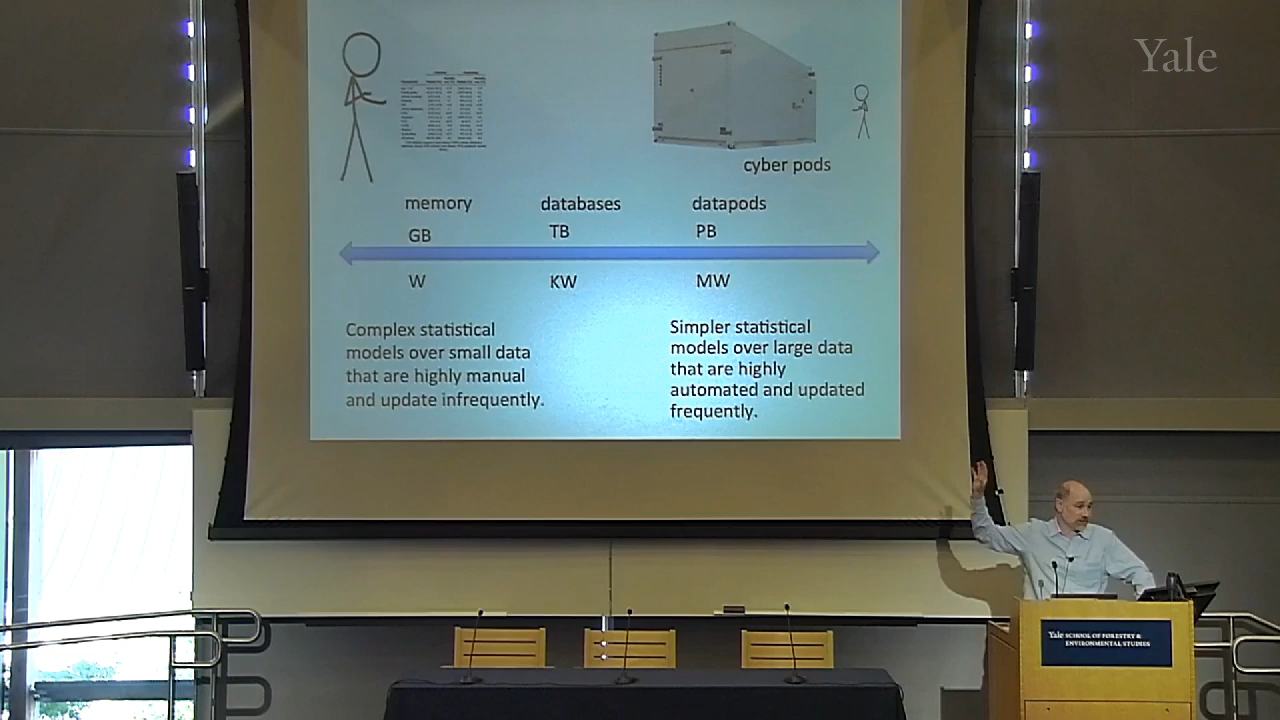 Yale
cyber pods
memory
databases
datapods
GB
TB
PB
W
KW
MW
Complex statistical
models over small data
that are highly manual
and update infrequently.
Simpler statistical
models over large data
that are highly
automated and updated
frequently.
Yale SCHOOL OF FORESTRY &
ENVIRONMENTAL STUDIES